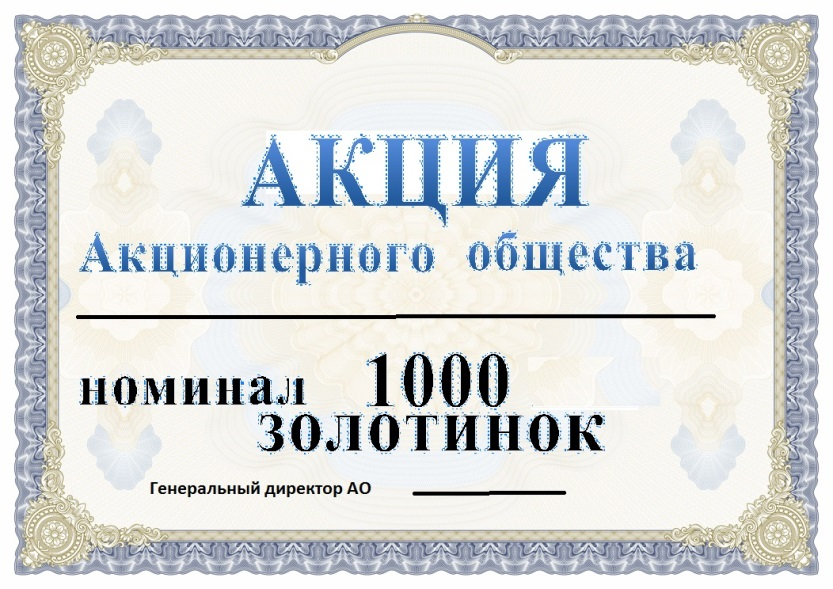 АКЦИЯ
Акционерного общества
номинал 1000
золотинок
Генеральный директор АО